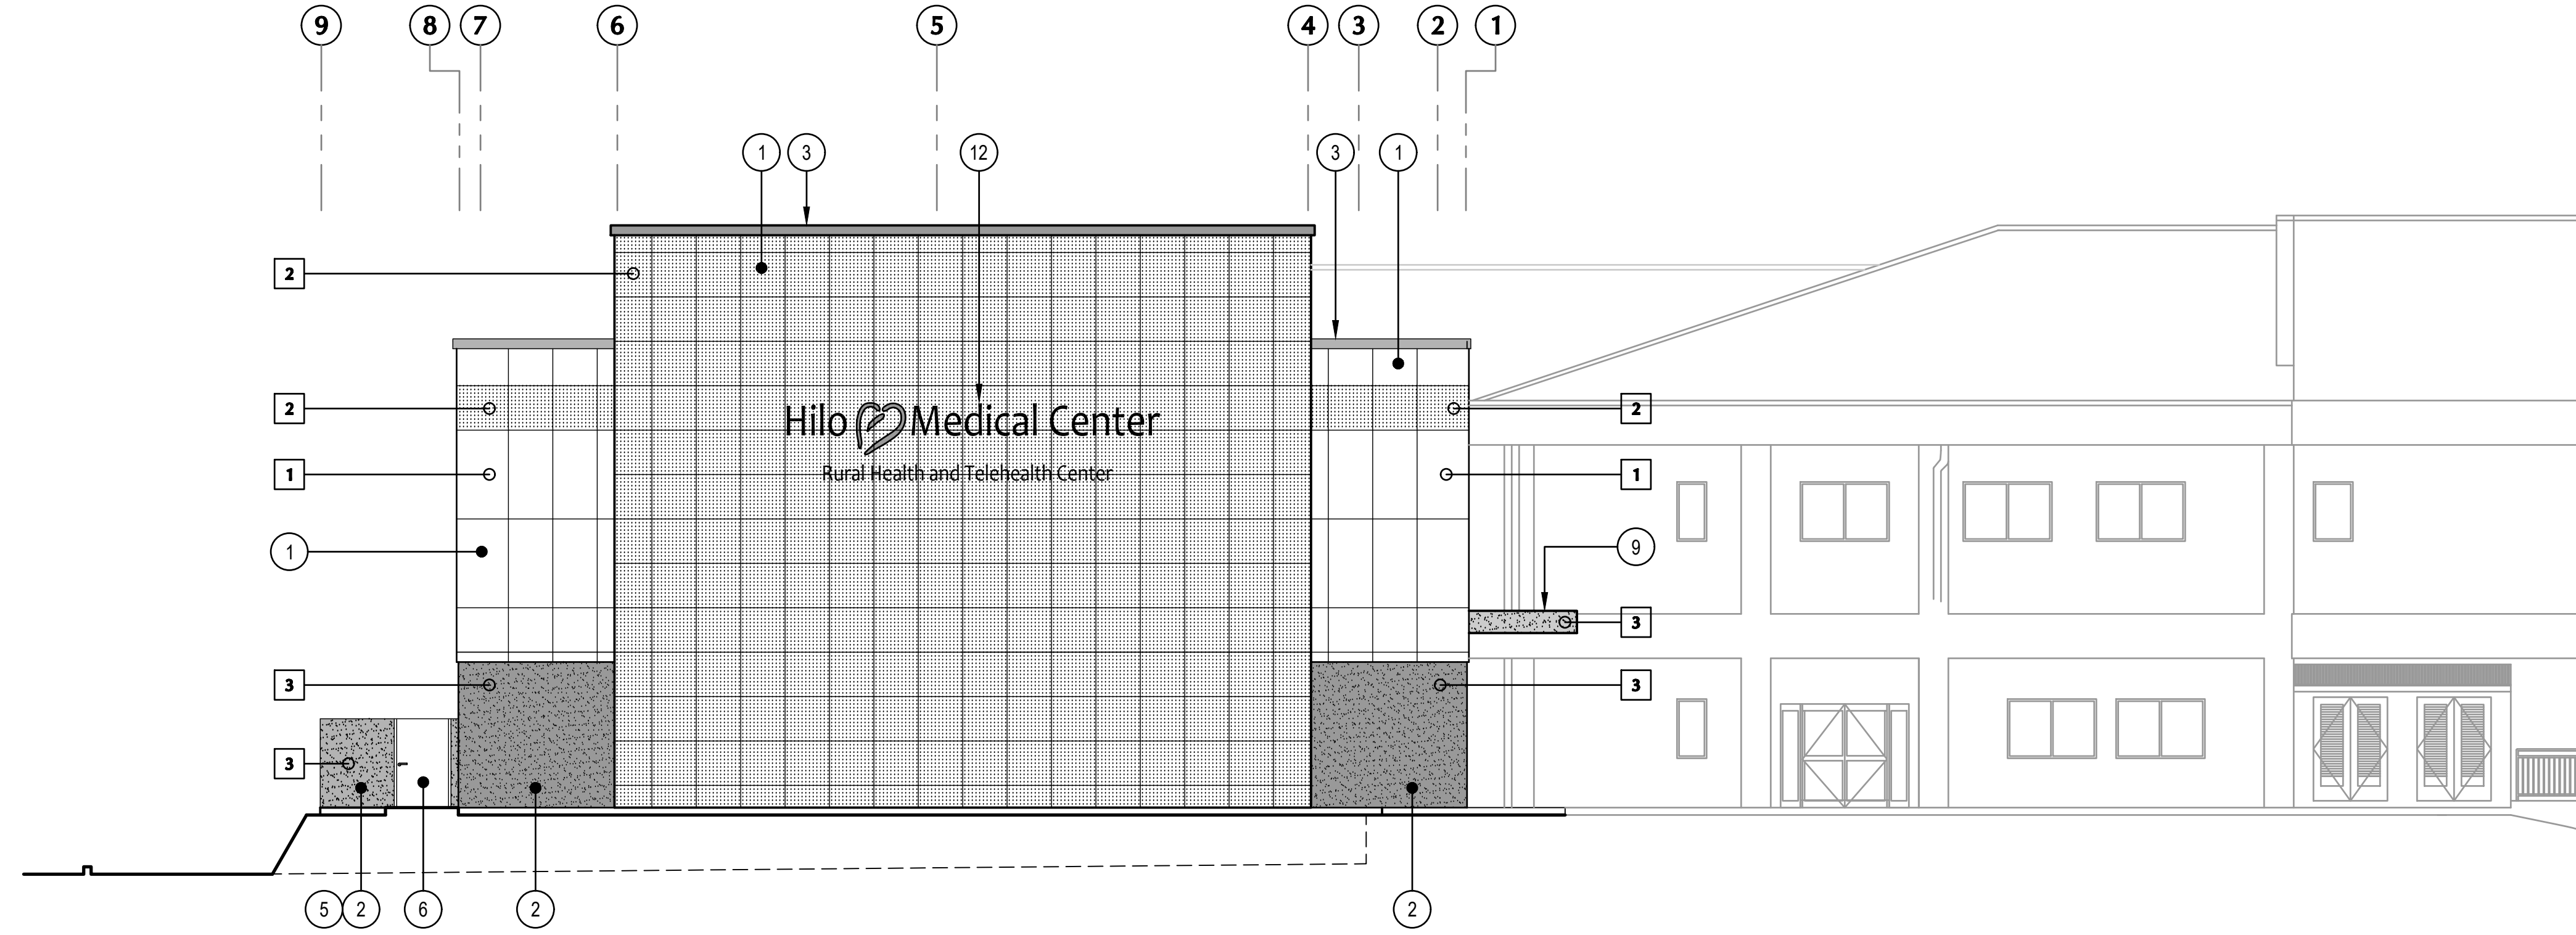 9 8 7 6 5 4 3 2 1
1 3 12 3 1
2
2 2
Hilo Medical Center
1 1
Rural Health and Telehealth Center
1 9
3
3 3
3
5 2 6 2 2